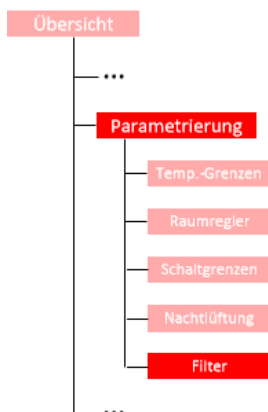 Übersicht
...
Parametrierung
Temp.-Grenzen
Raumregler
Schaltgrenzen
Nachtlüftung
Filter
...